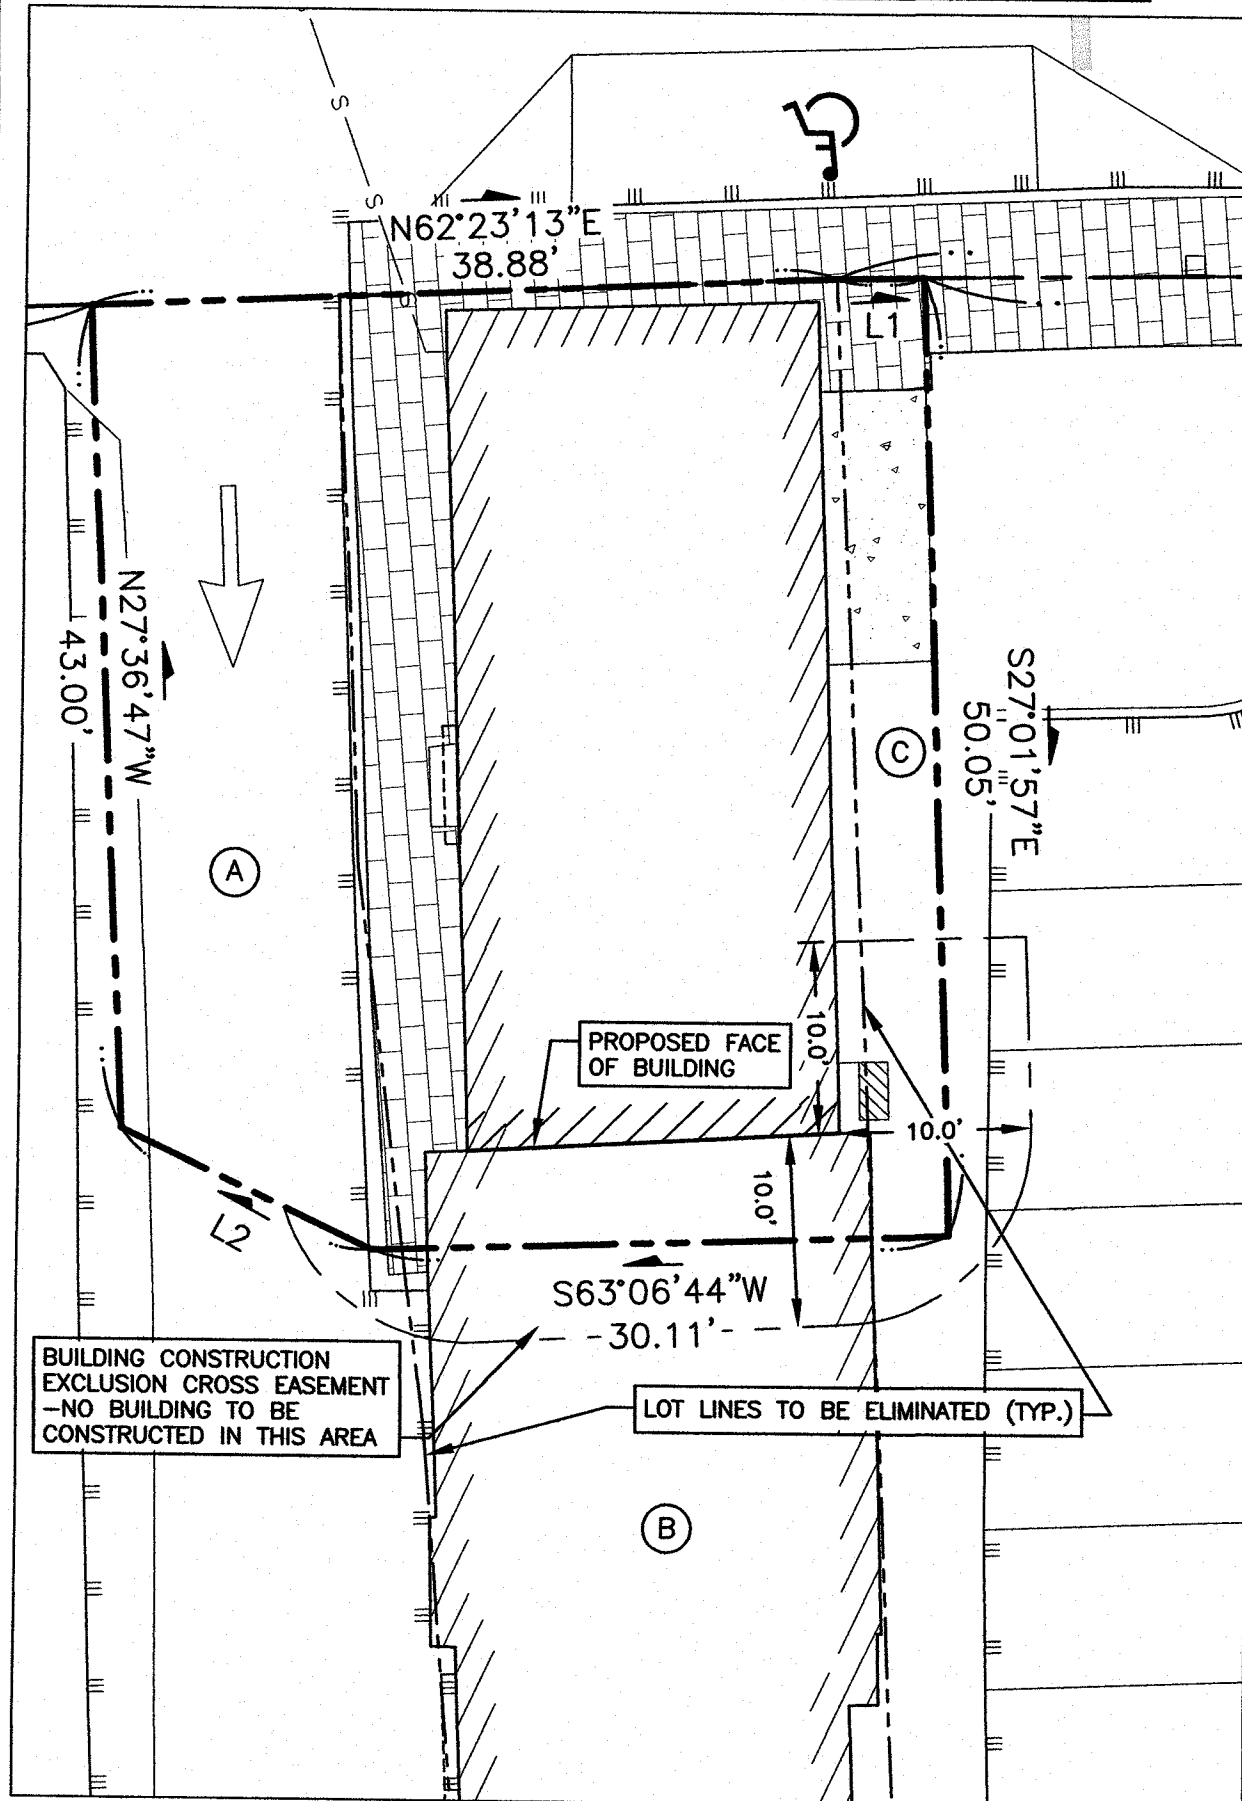 S
S
S
N62°23'13"E
38.88'
L1
N27°36'47"W
43.00'
S27°01'57"E
50.05'
C
A
PROPOSED FACE
OF BUILDING
10.0'
10.0'
10.0'
L2
S63°06'44"W
30.11'
BUILDING CONSTRUCTION
EXCLUSION CROSS EASEMENT
-NO BUILDING TO BE
CONSTRUCTED IN THIS AREA
LOT LINES TO BE ELIMINATED (TYP.)
B